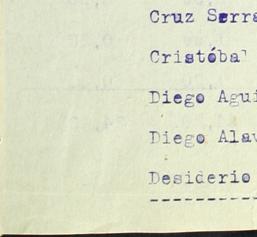 Cruz Serra
Cristóbal
Diego Agui
Diego Alav
Desiderio